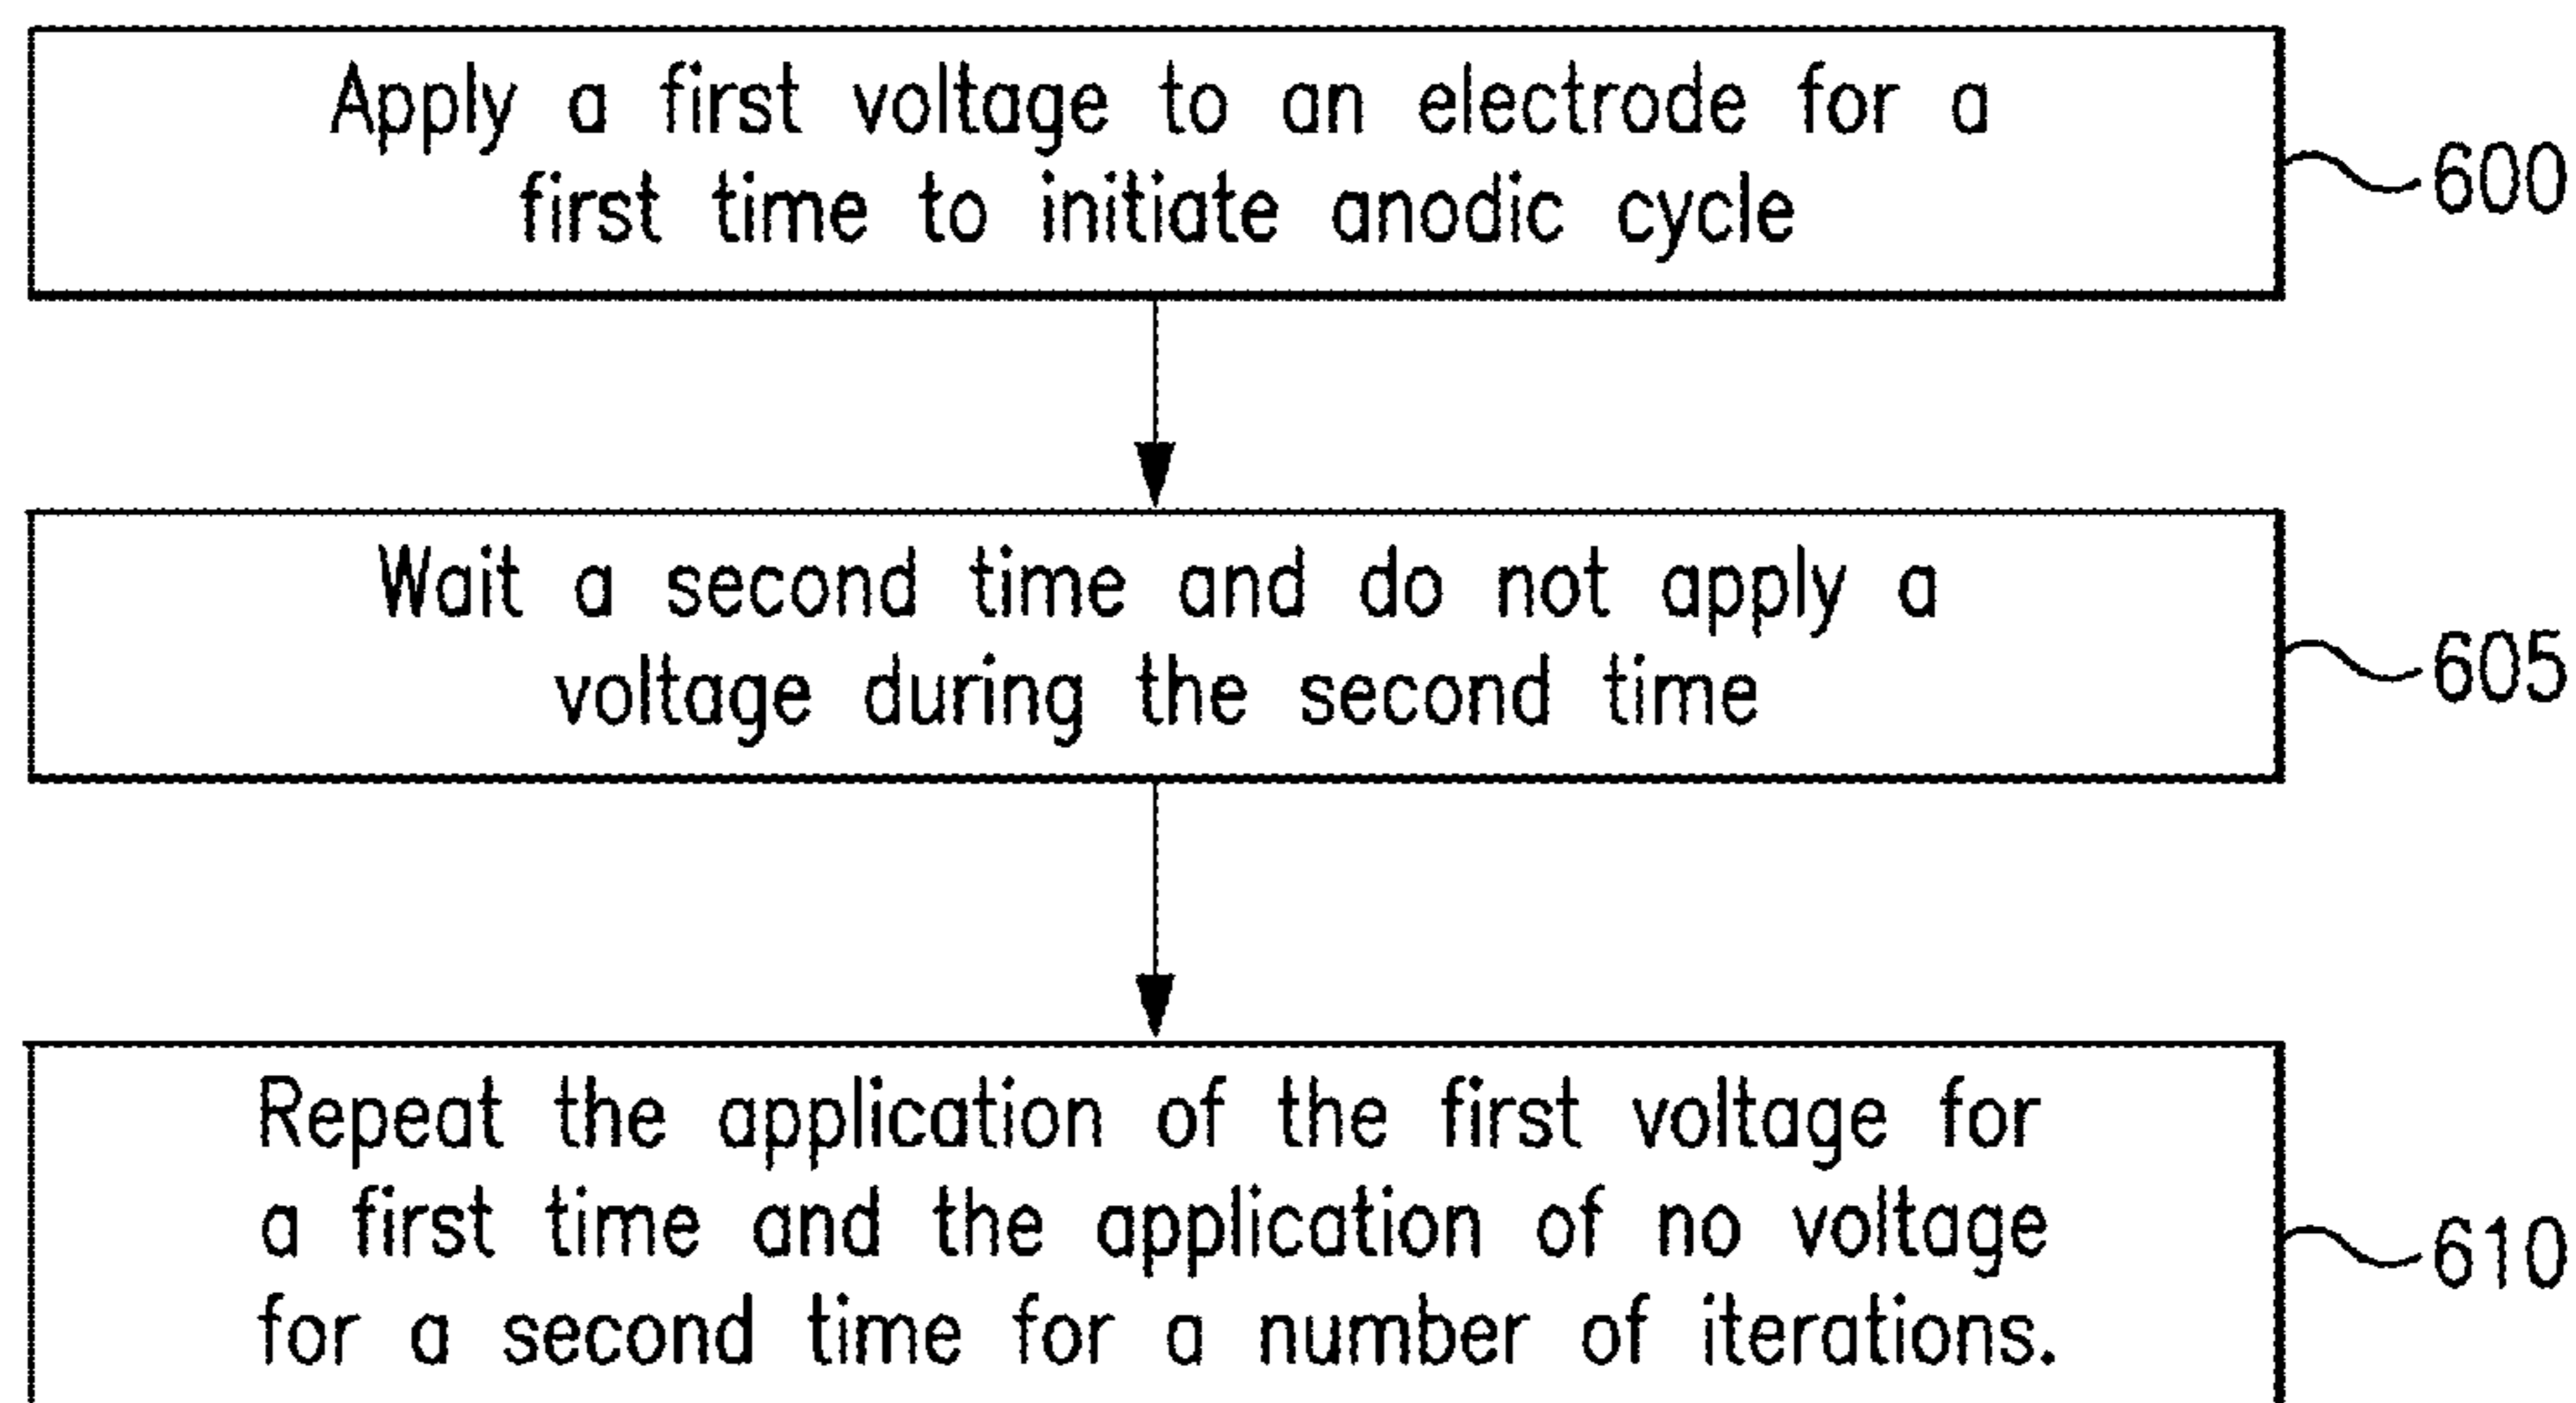 Apply a first voltage to an electrode for a
first time to initiate anodic cycle
600
Wait a second time and do not apply a
voltage during the second time
605
Repeat the application of the first voltage for
a first time and the application of no voltage
for a second time for a number of iterations.
610